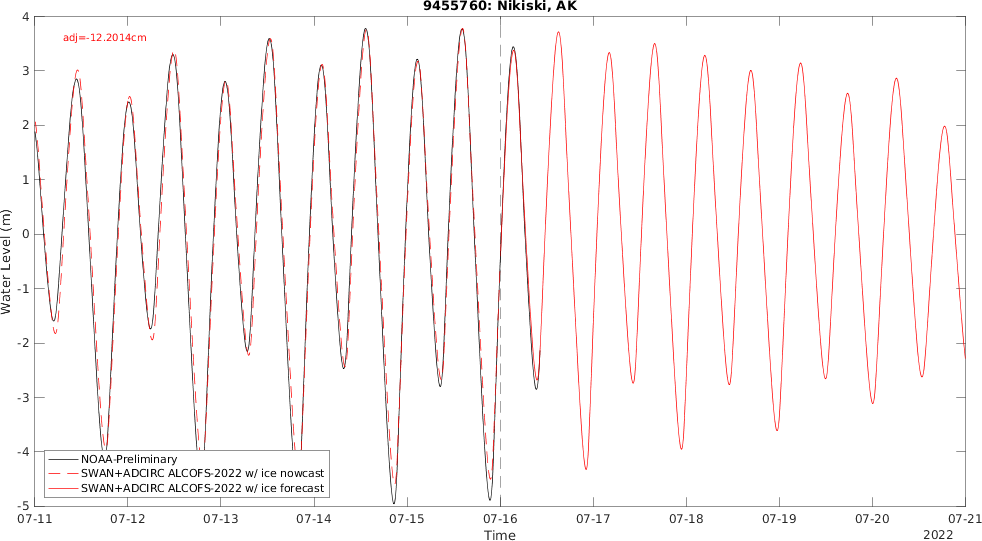 9455760: Nikiski, AK
adj=-12.2014cm
4
3
2
1
0
-1
-2
-3
-4
-5
Water Level (m)
NOAA-Preliminary
SWAN+ADCIRC ALCOFS-2022 w/ ice nowcast
SWAN+ADCIRC ALCOFS-2022 w/ ice forecast
07-11 07-12 07-13 07-14 07-15 07-16 07-17 07-18 07-19 07-20 07-21
Time
2022